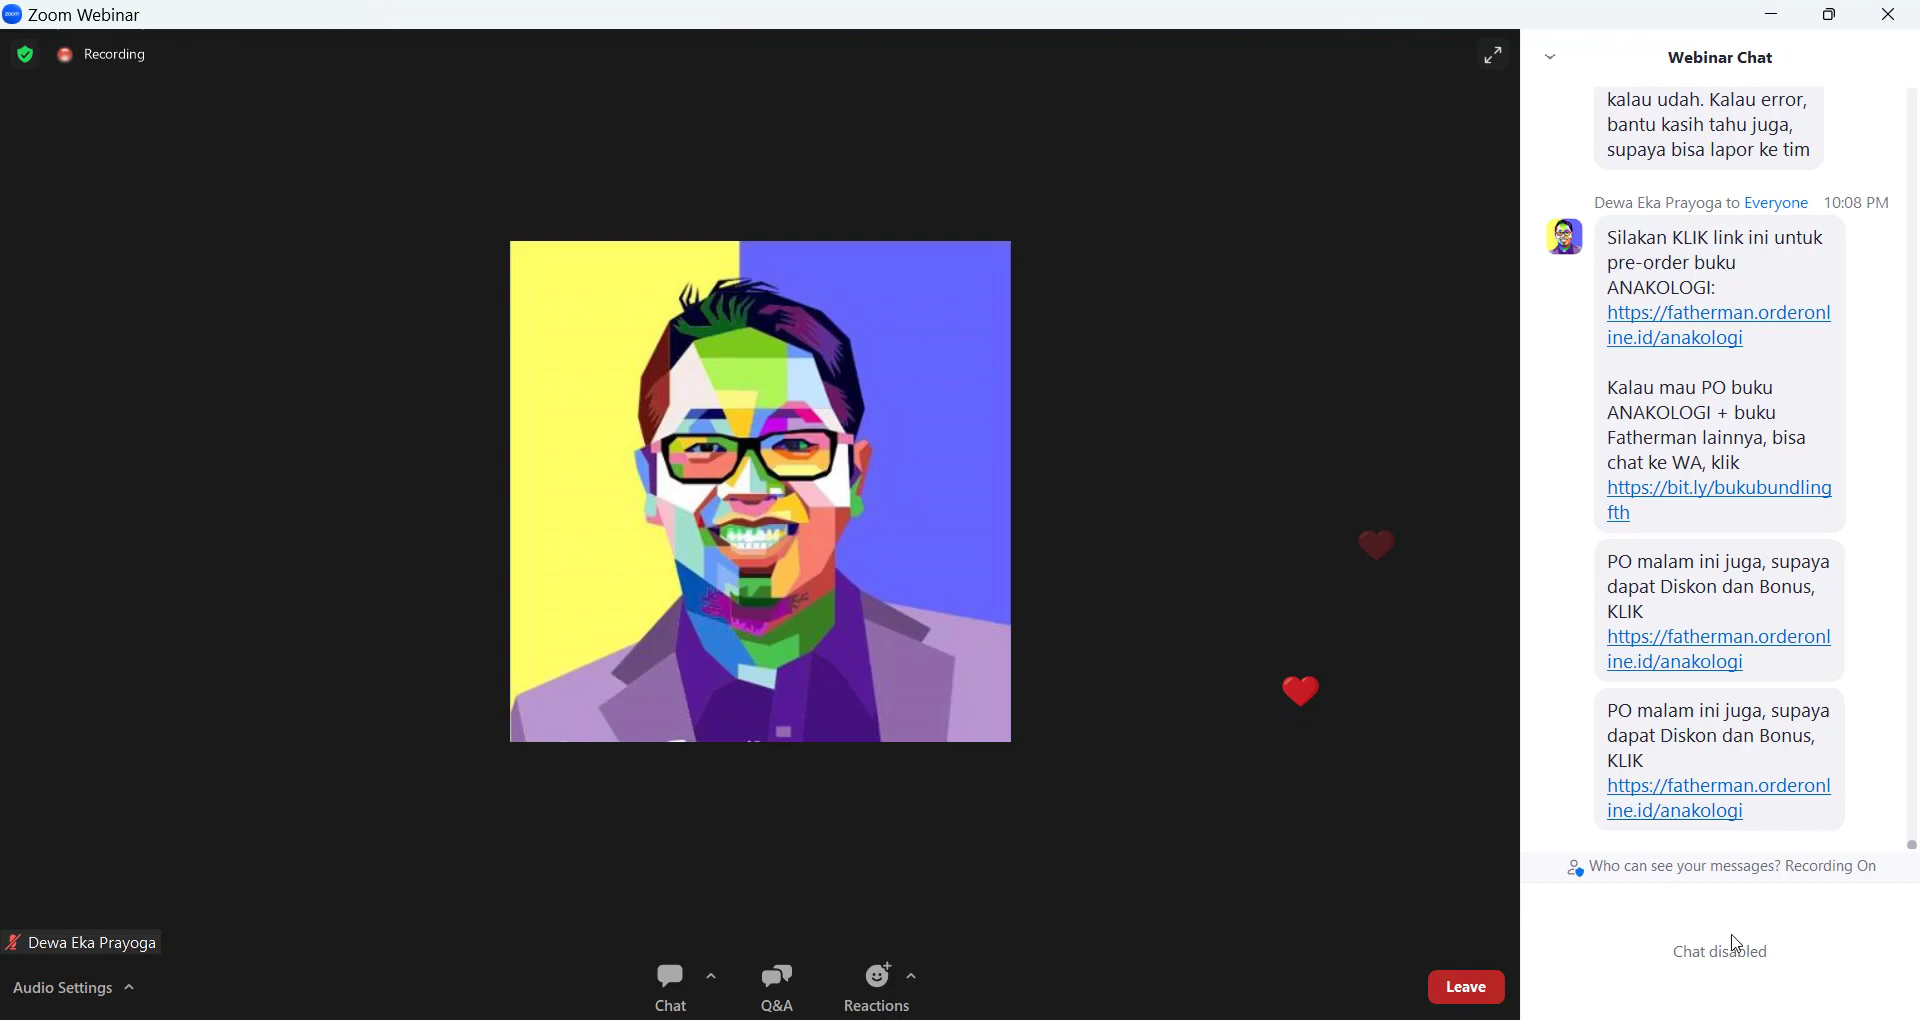 Zoom Webinar
Recording
Webinar Chat
kalau udah. Kalau error,
bantu kasih tahu juga,
supaya bisa lapor ke tim
Dewa Eka Prayoga to Everyone 10:08 PM
Silakan KLIK link ini untuk
pre-order buku
ANAKOLOGI:
https://fatherman.orderonl
ine.id/anakologi
Kalau mau PO buku
ANAKOLOGI + buku
Fatherman lainnya, bisa
chat ke WA, klik
https://bit.ly/bukubundling
fth
PO malam ini juga, supaya
dapat Diskon dan Bonus,
KLIK
https://fatherman.orderonl
ine.id/anakologi
PO malam ini juga, supaya
dapat Diskon dan Bonus,
KLIK
https://fatherman.orderonl
ine.id/anakologi
Who can see your messages? Recording On
Chat disabled
Dewa Eka Prayoga
Audio Settings
Chat
Q&A
Reactions
Leave